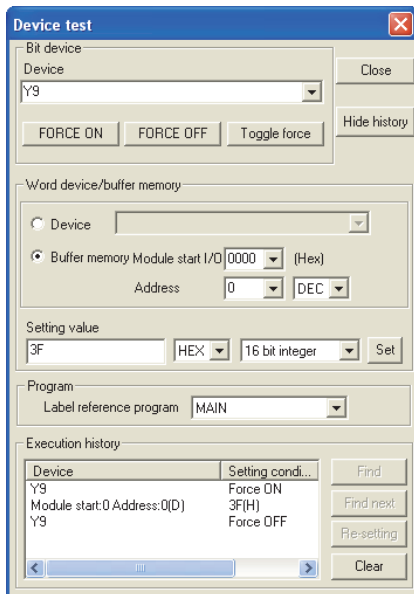 Device test
Bit device
Device
Close
Y9
Hide history
FORCE ON FORCE OFF Toggle force
Word device/buffer memory
Device
Buffer memory Module start I/O 0000 (Hex)
Address 0 DEC
Setting value
3F HEX 16 bit integer Set
Program
Label reference program MAIN
Execution history
Device Setting condi...
Find
Y9 Force ON
Module start:0 Address:0(D) 3F(H)
Find next
Y9 Force OFF
Re-setting
Clear